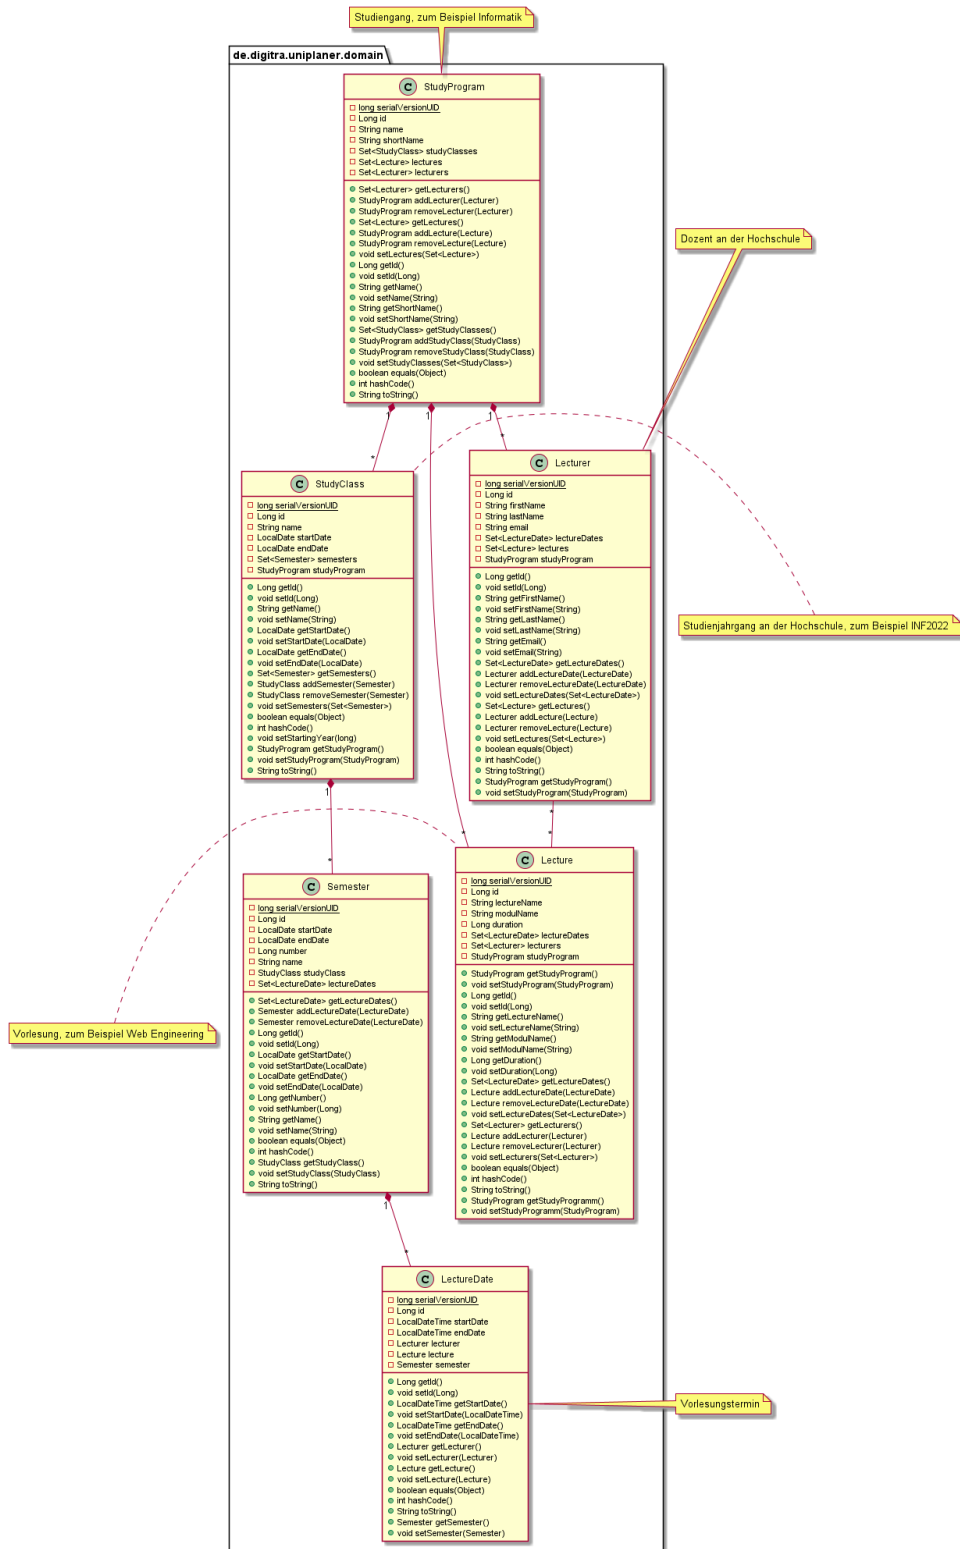 Studiengang, zum Beispiel Informatik
de.digitra.uniplaner.domain
StudyProgram
long serialVersionUID
Long id
String name
String shortName
Set<StudyClass> studyClasses
Set<Lecture> lectures
Set<Lecturer> lecturers
Set<Lecturer> getLecturers()
StudyProgram addLecturer(Lecturer)
StudyProgram removeLecturer(Lecturer)
Set<Lecture> getLectures()
StudyProgram addLecture(Lecture)
StudyProgram removeLecture(Lecture)
void setLectures(Set<Lecture>)
Long getId()
void setId(Long)
String getName()
void setName(String)
String getShortName()
void setShortName(String)
Set<StudyClass> getStudyClasses()
StudyProgram addStudyClass(StudyClass)
StudyProgram removeStudyClass(StudyClass)
void setStudyClasses(Set<StudyClass>)
boolean equals(Object)
int hashCode()
String toString()
Dozent an der Hochschule
1
1
1
*
*
StudyClass
long serialVersionUID
Long id
String name
LocalDate startDate
LocalDate endDate
Set<Semester> semesters
StudyProgram studyProgram
Long getId()
void setId(Long)
String getName()
void setName(String)
LocalDate getStartDate()
void setStartDate(LocalDate)
LocalDate getEndDate()
void setEndDate(LocalDate)
Set<Semester> getSemesters()
StudyClass addSemester(Semester)
StudyClass removeSemester(Semester)
void setSemesters(Set<Semester>)
boolean equals(Object)
int hashCode()
void setStartingYear(long)
StudyProgram getStudyProgram()
void setStudyProgram(StudyProgram)
String toString()
Lecturer
long serialVersionUID
Long id
String firstName
String lastName
String email
Set<LectureDate> lectureDates
Set<Lecture> lectures
StudyProgram studyProgram
Long getId()
void setId(Long)
String getFirstName()
void setFirstName(String)
String getLastName()
void setLastName(String)
String getEmail()
void setEmail(String)
Set<LectureDate> getLectureDates()
Lecturer addLectureDate(LectureDate)
Lecturer removeLectureDate(LectureDate)
void setLectureDates(Set<LectureDate>)
Set<Lecture> getLectures()
Lecturer addLecture(Lecture)
Lecturer removeLecture(Lecture)
void setLectures(Set<Lecture>)
boolean equals(Object)
int hashCode()
String toString()
StudyProgram getStudyProgram()
void setStudyProgram(StudyProgram)
Studienjahrgang an der Hochschule, zum Beispiel INF2022
1
*
*
*
*
Semester
long serialVersionUID
Long id
LocalDate startDate
LocalDate endDate
Long number
String name
StudyClass studyClass
Set<LectureDate> lectureDates
Set<LectureDate> getLectureDates()
Semester addLectureDate(LectureDate)
Semester removeLectureDate(LectureDate)
Long getId()
void setId(Long)
LocalDate getStartDate()
void setStartDate(LocalDate)
LocalDate getEndDate()
void setEndDate(LocalDate)
Long getNumber()
void setNumber(Long)
String getName()
void setName(String)
boolean equals(Object)
int hashCode()
StudyClass getStudyClass()
void setStudyClass(StudyClass)
String toString()
Lecture
long serialVersionUID
Long id
String lectureName
String modulName
Long duration
Set<LectureDate> lectureDates
Set<Lecturer> lecturers
StudyProgram studyProgram
StudyProgram getStudyProgram()
void setStudyProgram(StudyProgram)
Long getId()
void setId(Long)
String getLectureName()
void setLectureName(String)
String getModulName()
void setModulName(String)
Long getDuration()
void setDuration(Long)
Set<LectureDate> getLectureDates()
Lecture addLectureDate(LectureDate)
Lecture removeLectureDate(LectureDate)
void setLectureDates(Set<LectureDate>)
Set<Lecturer> getLecturers()
Lecture addLecturer(Lecturer)
Lecture removeLecturer(Lecturer)
void setLecturers(Set<Lecturer>)
boolean equals(Object)
int hashCode()
String toString()
StudyProgram getStudyProgramm()
void setStudyProgramm(StudyProgram)
Vorlesung, zum Beispiel Web Engineering
1
*
LectureDate
long serialVersionUID
Long id
LocalDateTime startDate
LocalDateTime endDate
Lecturer lecturer
Lecture lecture
Semester semester
Long getId()
void setId(Long)
LocalDateTime getStartDate()
void setStartDate(LocalDateTime)
LocalDateTime getEndDate()
void setEndDate(LocalDateTime)
Lecturer getLecturer()
void setLecturer(Lecturer)
Lecture getLecture()
void setLecture(Lecture)
boolean equals(Object)
int hashCode()
String toString()
Semester getSemester()
void setSemester(Semester)
Vorlesungstermin